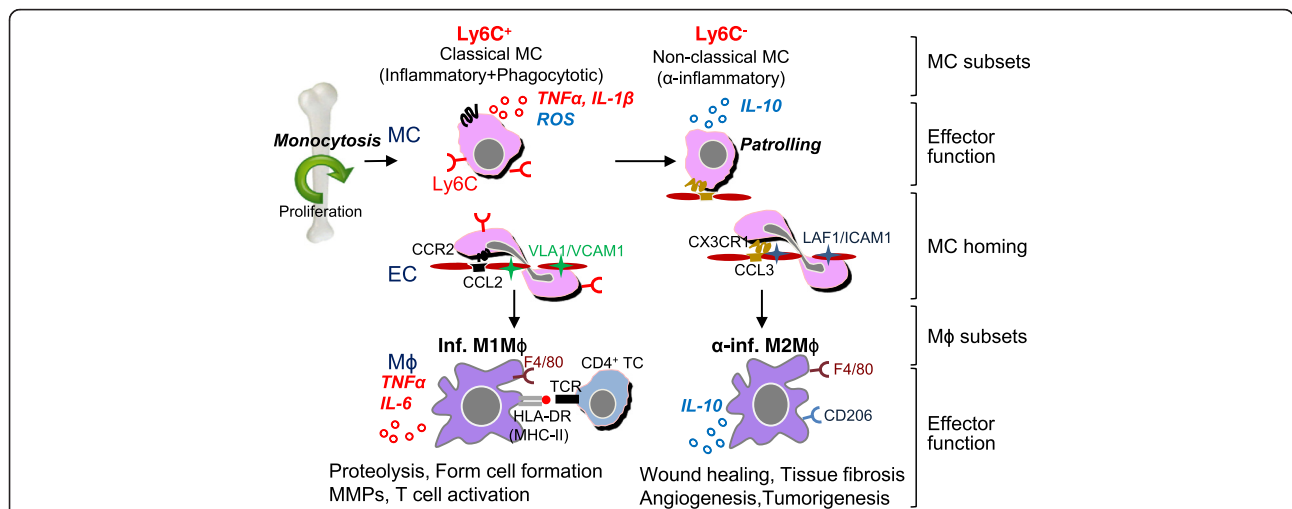 Ly6C⁺
Classical MC
(Inflammatory+Phagocytotic)
Ly6C⁻
Non-classical MC
(α-inflammatory)
MC subsets
TNFα, IL-1β
ROS
IL-10
Monocytosis
MC
Patrolling
Effector
function
Ly6C
Proliferation
CCR2
VLA1/VCAM1
CX3CR1
LAF1/ICAM1
MC homing
EC
CCL2
CCL3
Inf. M1Mϕ
α-inf. M2Mϕ
Mϕ subsets
Mϕ
F4/80
CD4⁺ TC
F4/80
TNFα
IL-6
TCR
HLA-DR
(MHC-II)
IL-10
CD206
Effector
function
Proteolysis, Form cell formation
MMPs, T cell activation
Wound healing, Tissue fibrosis
Angiogenesis,Tumorigenesis